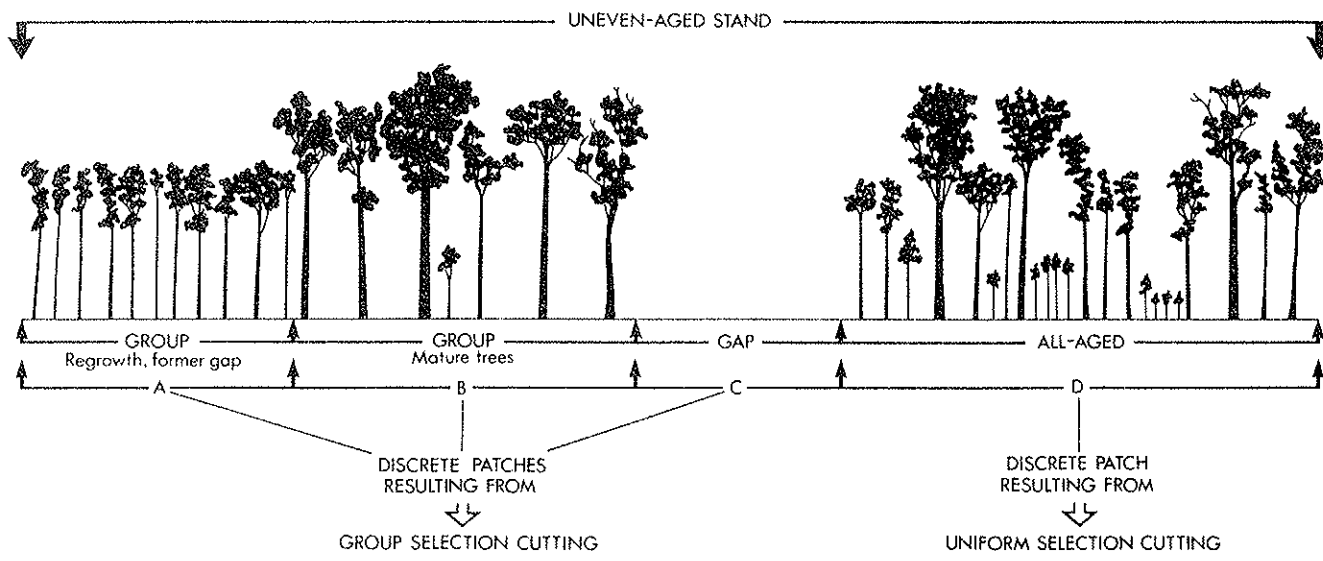 UNEVEN-AGED STAND
GROUP
Regrowth, former gap
GROUP
Mature trees
GAP
ALL-AGED
A
B
C
D
DISCRETE PATCHES
RESULTING FROM
GROUP SELECTION CUTTING
DISCRETE PATCH
RESULTING FROM
UNIFORM SELECTION CUTTING